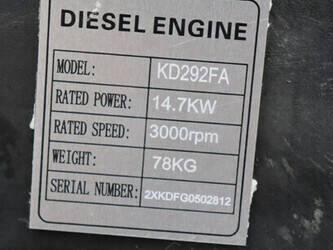 DIESEL ENGINE
MODEL: KD292FA
RATED POWER: 14.7KW
RATED SPEED: 3000rpm
WEIGHT: 78KG
SERIAL NUMBER: 2XKDFG0502812